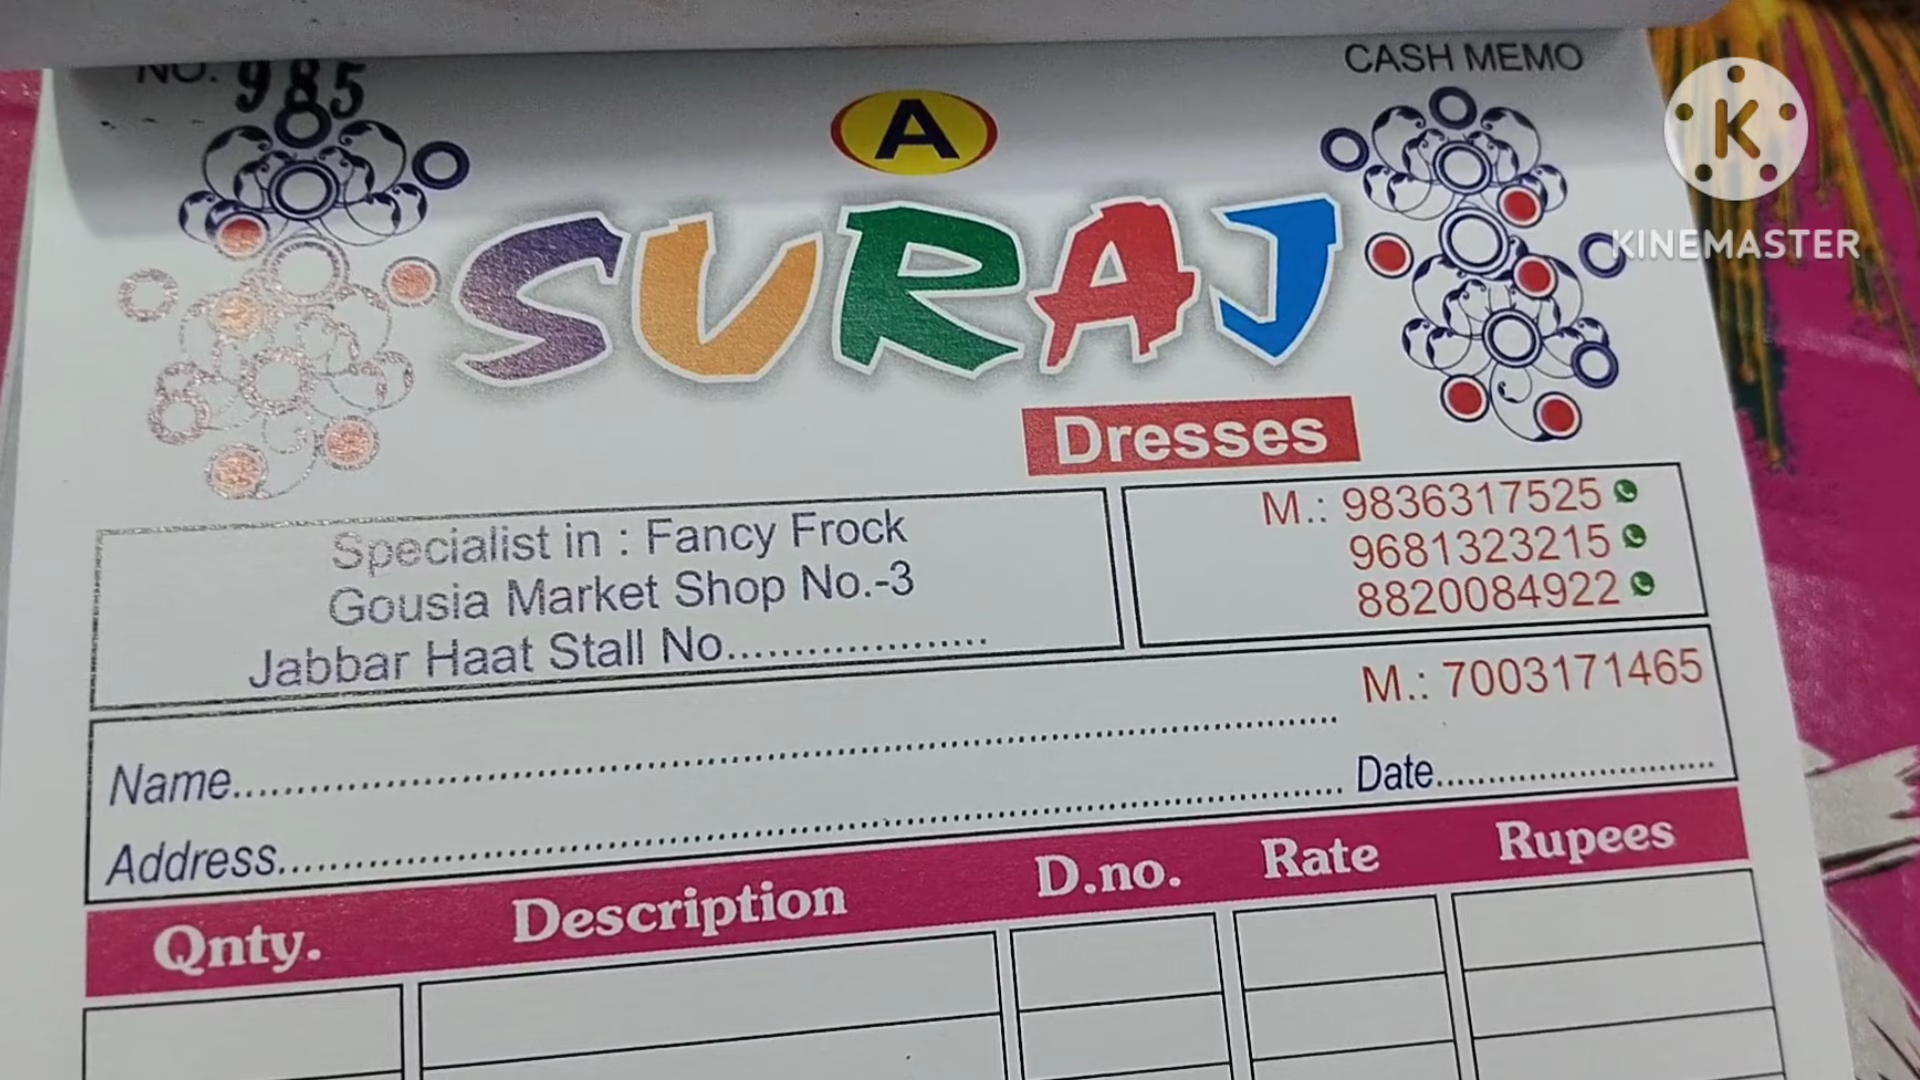 NO. 985
CASH MEMO
A
K
KINEMASTER
SURAJ
Dresses
Specialist in : Fancy Frock
Gousia Market Shop No.-3
Jabbar Haat Stall No.....................
M.: 9836317525
9681323215
8820084922
M.: 7003171465
Name........................................................................
Address........................................................................ Date............................
Qnty. Description D.no. Rate Rupees